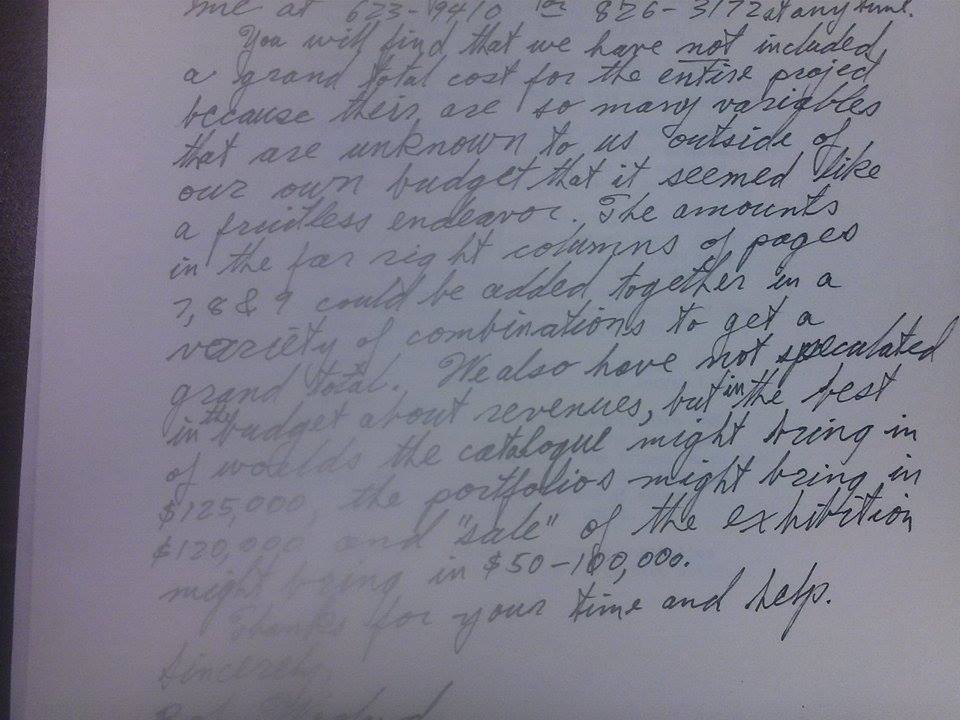 me at 623-9410 or 826-3172 at any time.
You will find that we have not included
a grand total cost for the entire project
because their are so many variables
that are unknown to us outside of
our own budget that it seemed like
a fruitless endeavor. The amounts
in the far right columns of pages
7, 8 & 9 could be added together in a
variety of combinations to get a
grand total. We also have not speculated
in the budget about revenues, but in the best
of worlds the catalogue might bring in
$125,000, the portfolios might bring in
$120,000 and "sale" of the exhibition
might bring in $50-100,000.
Thanks for your time and help.
Sincerely,